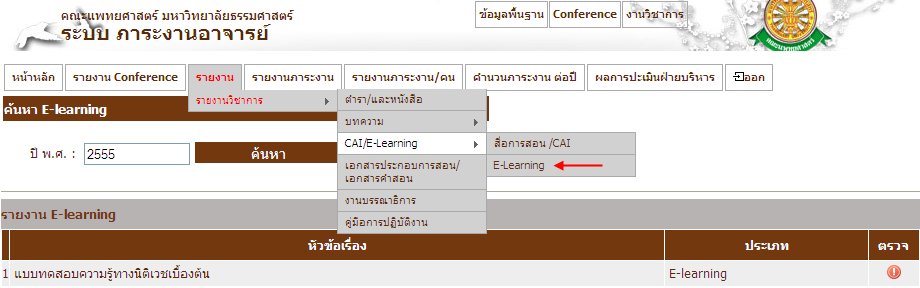 คณะแพทยศาสตร์ มหาวิทยาลัยธรรมศาสตร์
ระบบ ภาระงานอาจารย์
ข้อมูลพื้นฐาน Conference งานวิชาการ
หน้าหลัก รายงาน Conference รายงาน รายงานภาระงาน รายงานภาระงาน/คน คำนวนภาระงาน ต่อปี ผลการประเมินฝ่ายบริหาร ออก
รายงานวิชาการ
ตำรา/และหนังสือ
บทความ
CAI/E-Learning
เอกสารประกอบการสอน/
เอกสารคำสอน
งานบรรณาธิการ
คู่มือการปฏิบัติงาน
สื่อการสอน /CAI
E-Learning
ค้นหา E-learning
ปี พ.ศ. : 2555 ค้นหา
รายงาน E-learning
หัวข้อเรื่อง ประเภท ตรวจ
1 แบบทดสอบความรู้ทางนิติเวชเบื้องต้น E-learning